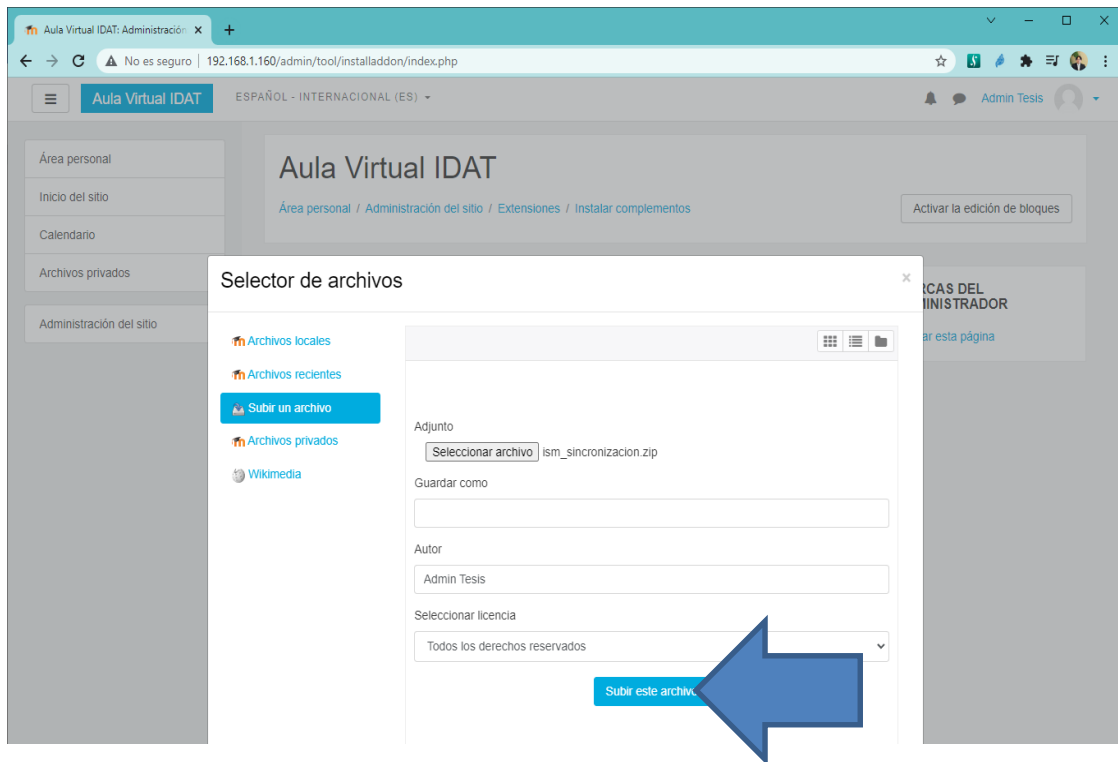 Aula Virtual IDAT: Administración
No es seguro | 192.168.1.160/admin/tool/installaddon/index.php
Aula Virtual IDAT
ESPAÑOL - INTERNACIONAL (ES)
Admin Tesis
Área personal
Inicio del sitio
Calendario
Archivos privados
Administración del sitio
Aula Virtual IDAT
Área personal / Administración del sitio / Extensiones / Instalar complementos
Activar la edición de bloques
RCAS DEL
MINISTRADOR
ar esta página
Selector de archivos
Archivos locales
Archivos recientes
Subir un archivo
Archivos privados
Wikimedia
Adjunto
Seleccionar archivo ism_sincronizacion.zip
Guardar como
Autor
Admin Tesis
Seleccionar licencia
Todos los derechos reservados
Subir este archivo